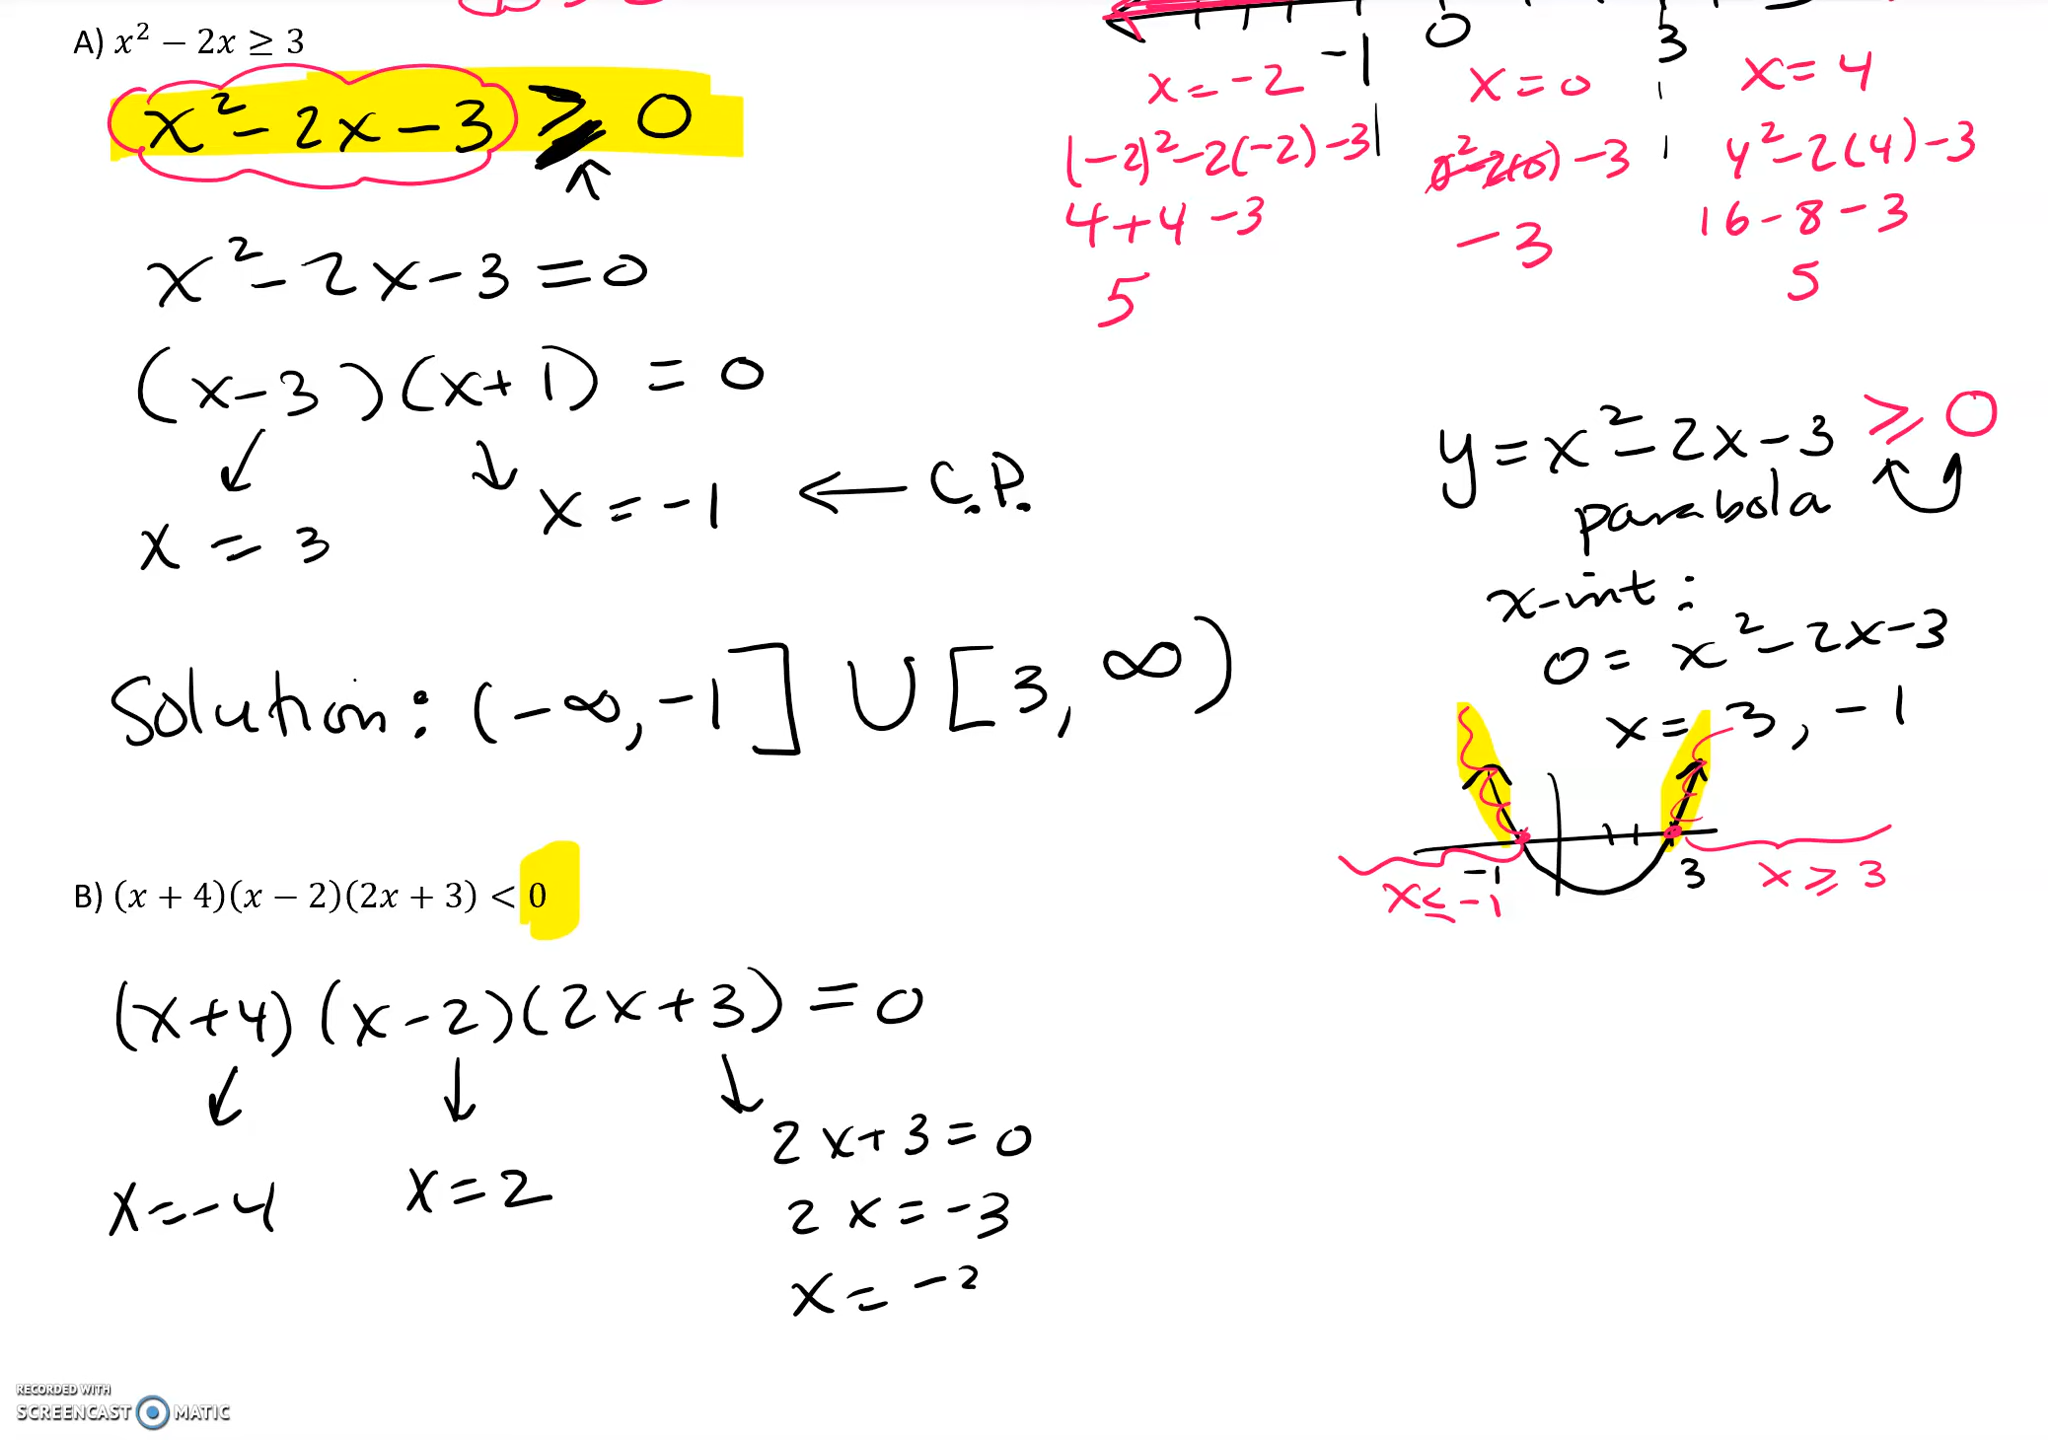 A) x² − 2x ≥ 3
x² − 2x − 3 ≥ 0
x² − 2x − 3 = 0
(x − 3)(x + 1) = 0
x = 3
x = −1 ← C.P.
Solution: (−∞, −1] ∪ [3, ∞)
−1 0 3
x = −2
(−2)² − 2(−2) − 3
4 + 4 − 3
5
x = 0
0² − 2(0) − 3
−3
x = 4
4² − 2(4) − 3
16 − 8 − 3
5
y = x² − 2x − 3 ≥ 0
parabola
x-int:
0 = x² − 2x − 3
x = 3, −1
−1 3
x ≤ −1
x ≥ 3
B) (x + 4)(x − 2)(2x + 3) < 0
(x + 4)(x − 2)(2x + 3) = 0
x = −4
x = 2
2x + 3 = 0
2x = −3
x = −2
RECORDED WITH
SCREENCAST MATIC